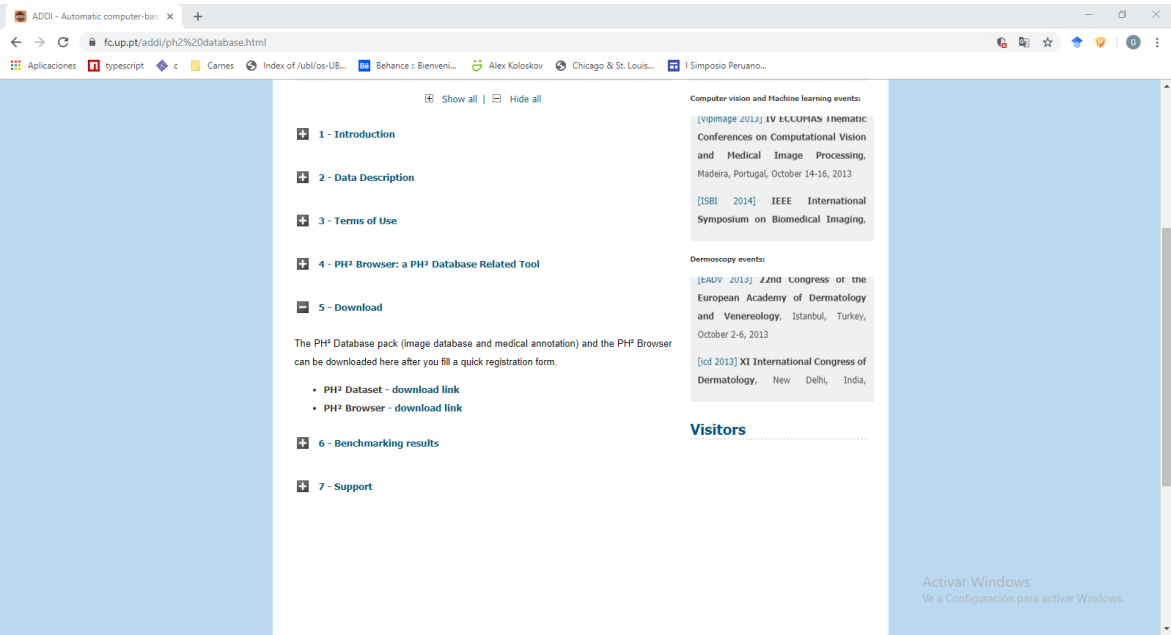 ADDI - Automatic computer-base
fc.up.pt/addi/ph2%20database.html
G
Aplicaciones typescript c Carnes Index of /ubl/os-UB... Bē Behance :: Bienveni... Alex Koloskov Chicago & St. Louis... I Simposio Peruano...
Show all | Hide all
1 - Introduction
2 - Data Description
3 - Terms of Use
4 - PH² Browser: a PH² Database Related Tool
5 - Download
The PH² Database pack (image database and medical annotation) and the PH² Browser
can be downloaded here after you fill a quick registration form.
• PH² Dataset - download link
• PH² Browser - download link
6 - Benchmarking results
7 - Support
Computer vision and Machine learning events:
[Vipimage 2013] IV ECCOMAS Thematic
Conferences on Computational Vision
and Medical Image Processing,
Madeira, Portugal, October 14-16, 2013
[ISBI 2014] IEEE International
Symposium on Biomedical Imaging,
Dermoscopy events:
[EADV 2013] 22nd Congress of the
European Academy of Dermatology
and Venereology, Istanbul, Turkey,
October 2-6, 2013
[icd 2013] XI International Congress of
Dermatology, New Delhi, India,
Visitors
Activar Windows
Ve a Configuración para activar Windows.